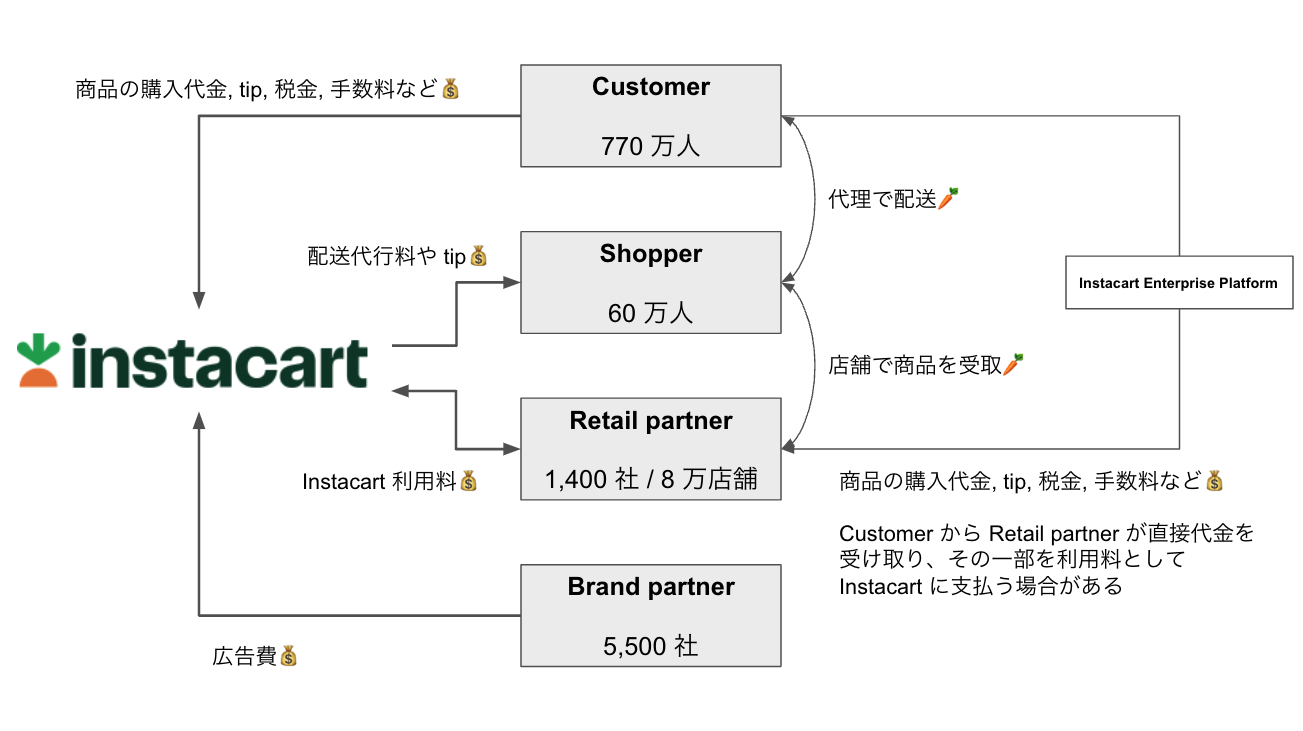 商品の購入代金, tip, 税金, 手数料など💰
Customer
770 万人
代理で配送🥕
配送代行料や tip💰
Shopper
60 万人
Instacart Enterprise Platform
instacart
店舗で商品を受取🥕
Retail partner
1,400 社 / 8 万店舗
Instacart 利用料💰
商品の購入代金, tip, 税金, 手数料など💰
Customer から Retail partner が直接代金を
受け取り、その一部を利用料として
Instacart に支払う場合がある
Brand partner
5,500 社
広告費💰